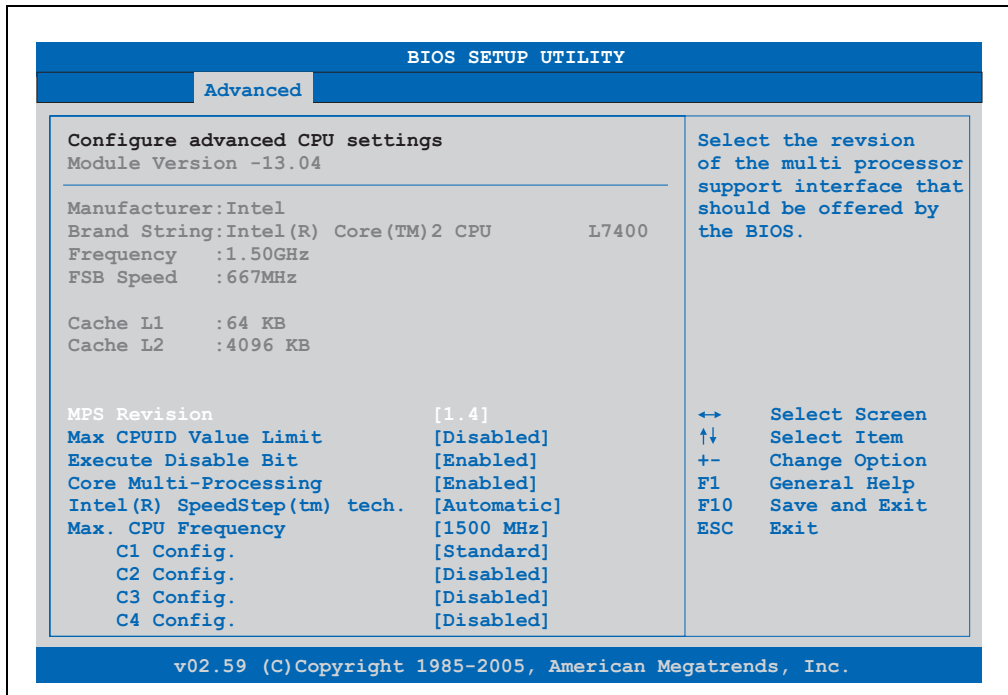 BIOS SETUP UTILITY
Advanced
Configure advanced CPU settings
Module Version -13.04
Manufacturer:Intel
Brand String:Intel(R) Core(TM)2 CPU L7400
Frequency :1.50GHz
FSB Speed :667MHz
Cache L1 :64 KB
Cache L2 :4096 KB
MPS Revision [1.4]
Max CPUID Value Limit [Disabled]
Execute Disable Bit [Enabled]
Core Multi-Processing [Enabled]
Intel(R) SpeedStep(tm) tech. [Automatic]
Max. CPU Frequency [1500 MHz]
C1 Config. [Standard]
C2 Config. [Disabled]
C3 Config. [Disabled]
C4 Config. [Disabled]
Select the revsion
of the multi processor
support interface that
should be offered by
the BIOS.
↔ Select Screen
↑↓ Select Item
+- Change Option
F1 General Help
F10 Save and Exit
ESC Exit
v02.59 (C)Copyright 1985-2005, American Megatrends, Inc.